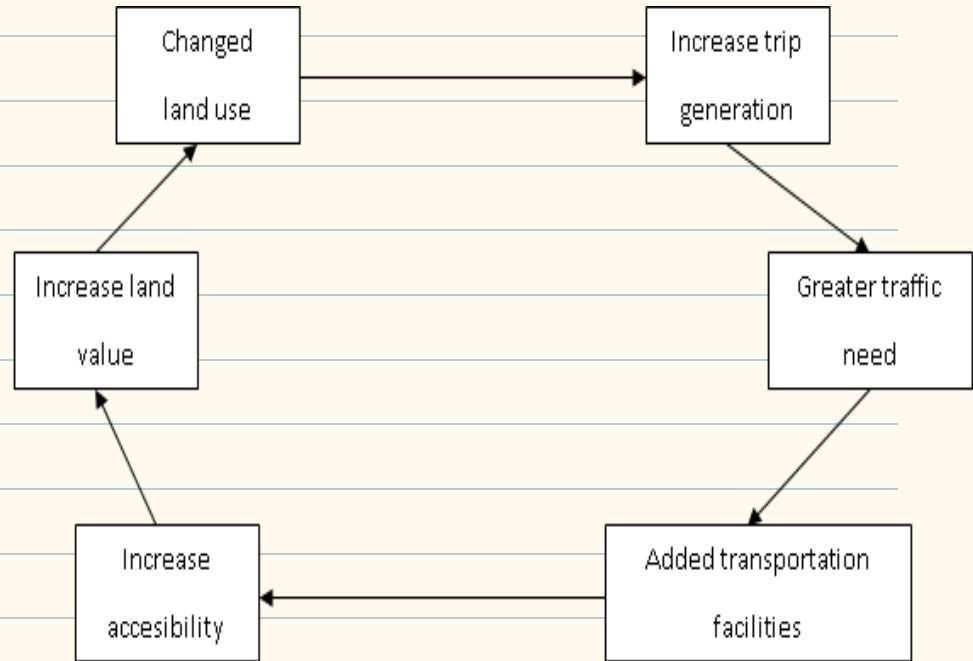 Changed
land use
Increase trip
generation
Greater traffic
need
Added transportation
facilities
Increase
accesibility
Increase land
value